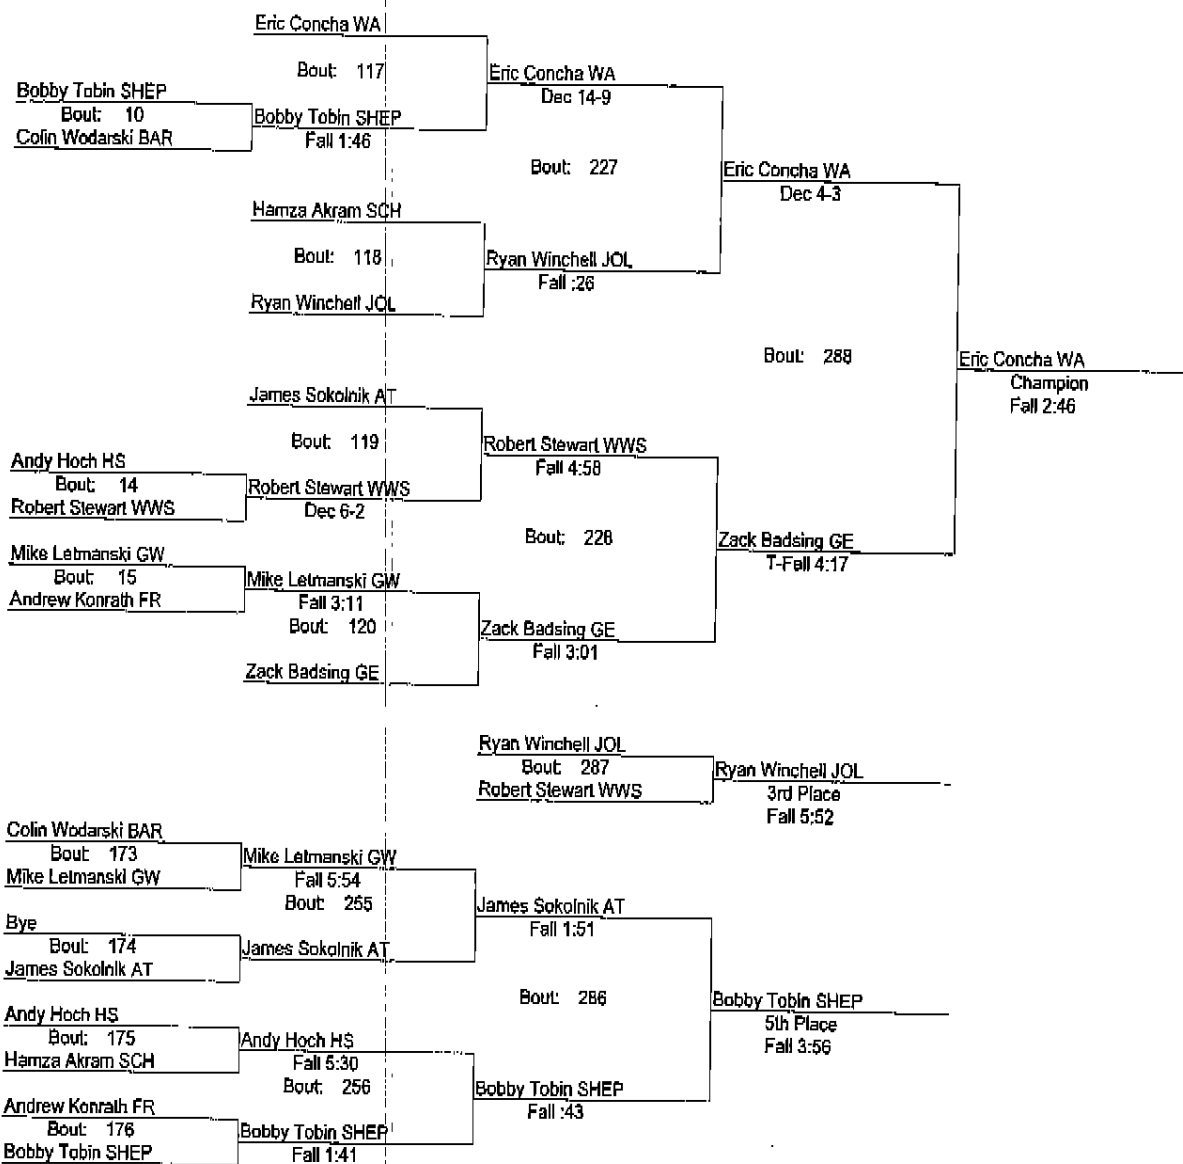 Eric Concha WA
Bout: 117
Eric Concha WA
Dec 14-9
Bobby Tobin SHEP
Bout: 10
Colin Wodarski BAR
Bobby Tobin SHEP
Fall 1:46
Bout: 227
Eric Concha WA
Dec 4-3
Hamza Akram SCH
Bout: 118
Ryan Winchell JOL
Fall :26
Ryan Winchell JOL
Bout: 288
Eric Concha WA
Champion
Fall 2:46
James Sokolnik AT
Bout: 119
Robert Stewart WWS
Fall 4:58
Andy Hoch HS
Bout: 14
Robert Stewart WWS
Robert Stewart WWS
Dec 6-2
Bout: 228
Zack Badsing GE
T-Fall 4:17
Mike Letmanski GW
Bout: 15
Andrew Konrath FR
Mike Letmanski GW
Fall 3:11
Bout: 120
Zack Badsing GE
Fall 3:01
Zack Badsing GE
Ryan Winchell JOL
Bout: 287
Robert Stewart WWS
Ryan Winchell JOL
3rd Place
Fall 5:52
Colin Wodarski BAR
Bout: 173
Mike Letmanski GW
Mike Letmanski GW
Fall 5:54
Bout: 255
James Sokolnik AT
Fall 1:51
Bye
Bout: 174
James Sokolnik AT
James Sokolnik AT
Bout: 286
Bobby Tobin SHEP
5th Place
Fall 3:56
Andy Hoch HS
Bout: 175
Hamza Akram SCH
Andy Hoch HS
Fall 5:30
Bout: 256
Bobby Tobin SHEP
Fall :43
Andrew Konrath FR
Bout: 176
Bobby Tobin SHEP
Bobby Tobin SHEP
Fall 1:41